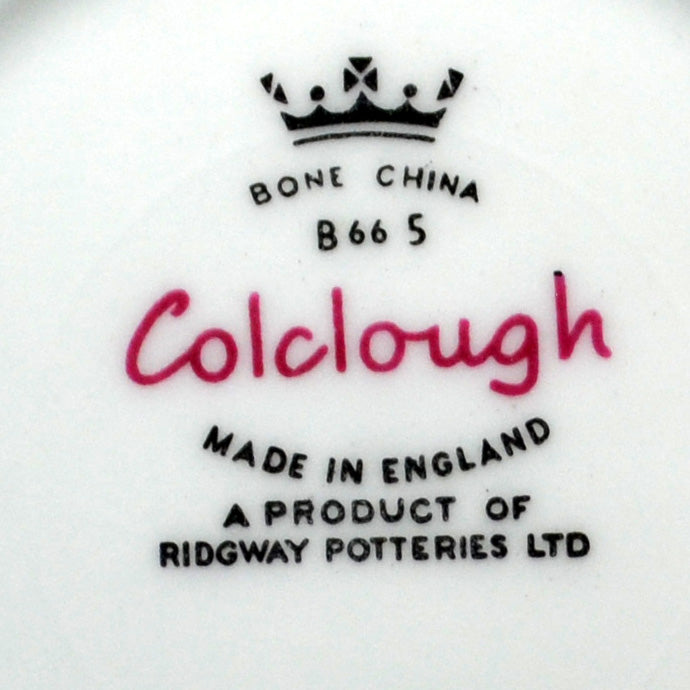 BONE CHINA
B66 5
Colclough
MADE IN ENGLAND
A PRODUCT OF
RIDGWAY POTTERIES LTD